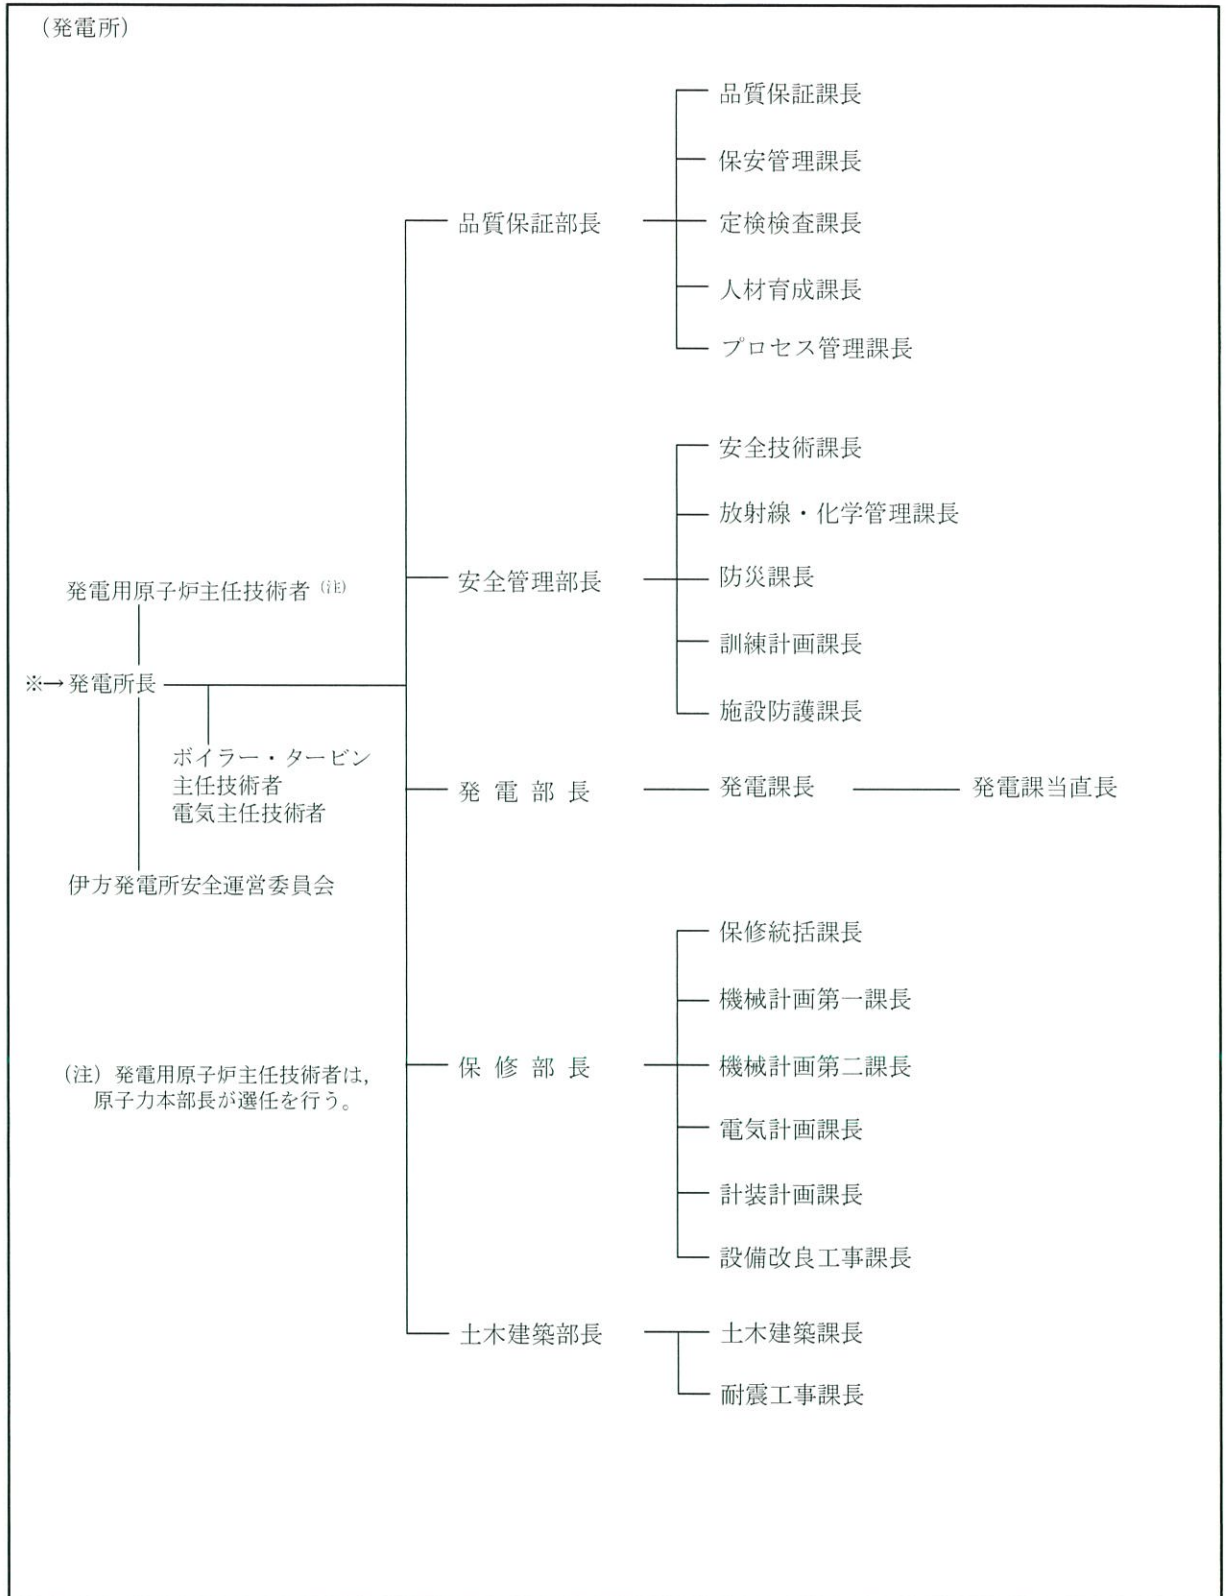 （発電所）
品質保証課長
保安管理課長
品質保証部長
定検検査課長
人材育成課長
プロセス管理課長
安全技術課長
放射線・化学管理課長
安全管理部長
防災課長
訓練計画課長
施設防護課長
発電用原子炉主任技術者（注）
※→発電所長
ボイラー・タービン
主任技術者
電気主任技術者
発電部長
発電課長
発電課当直長
伊方発電所安全運営委員会
保修統括課長
機械計画第一課長
保修部長
機械計画第二課長
電気計画課長
計装計画課長
設備改良工事課長
（注）発電用原子炉主任技術者は，
原子力本部長が選任を行う。
土木建築部長
土木建築課長
耐震工事課長